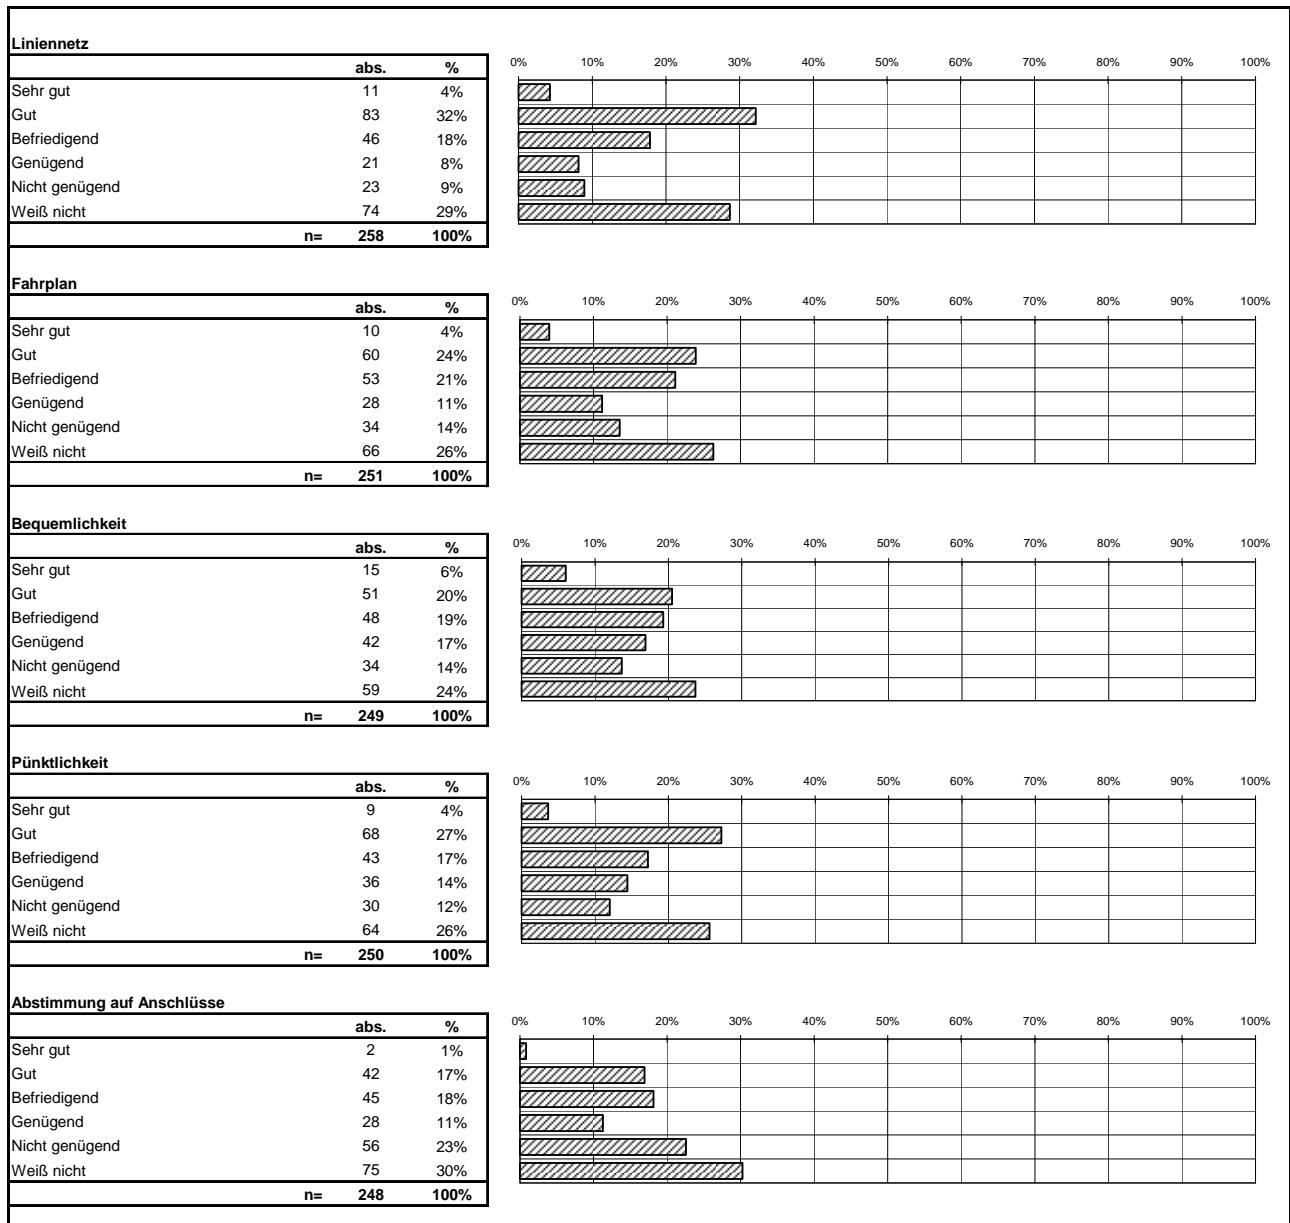 Liniennetz
abs. %
0% 10% 20% 30% 40% 50% 60% 70% 80% 90% 100%
Sehr gut 11 4%
Gut 83 32%
Befriedigend 46 18%
Genügend 21 8%
Nicht genügend 23 9%
Weiß nicht 74 29%
n= 258 100%
Fahrplan
abs. %
0% 10% 20% 30% 40% 50% 60% 70% 80% 90% 100%
Sehr gut 10 4%
Gut 60 24%
Befriedigend 53 21%
Genügend 28 11%
Nicht genügend 34 14%
Weiß nicht 66 26%
n= 251 100%
Bequemlichkeit
abs. %
0% 10% 20% 30% 40% 50% 60% 70% 80% 90% 100%
Sehr gut 15 6%
Gut 51 20%
Befriedigend 48 19%
Genügend 42 17%
Nicht genügend 34 14%
Weiß nicht 59 24%
n= 249 100%
Pünktlichkeit
abs. %
0% 10% 20% 30% 40% 50% 60% 70% 80% 90% 100%
Sehr gut 9 4%
Gut 68 27%
Befriedigend 43 17%
Genügend 36 14%
Nicht genügend 30 12%
Weiß nicht 64 26%
n= 250 100%
Abstimmung auf Anschlüsse
abs. %
0% 10% 20% 30% 40% 50% 60% 70% 80% 90% 100%
Sehr gut 2 1%
Gut 42 17%
Befriedigend 45 18%
Genügend 28 11%
Nicht genügend 56 23%
Weiß nicht 75 30%
n= 248 100%